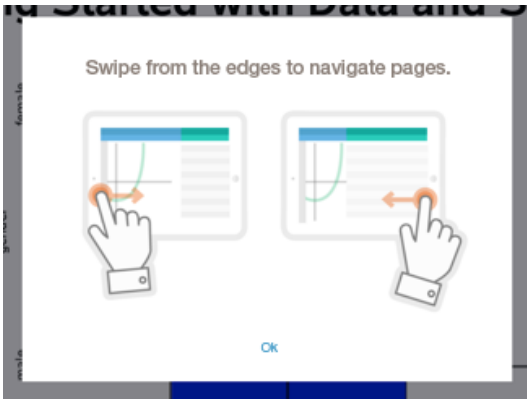 Started with Data and S
Swipe from the edges to navigate pages.
female
gender
male
Ok